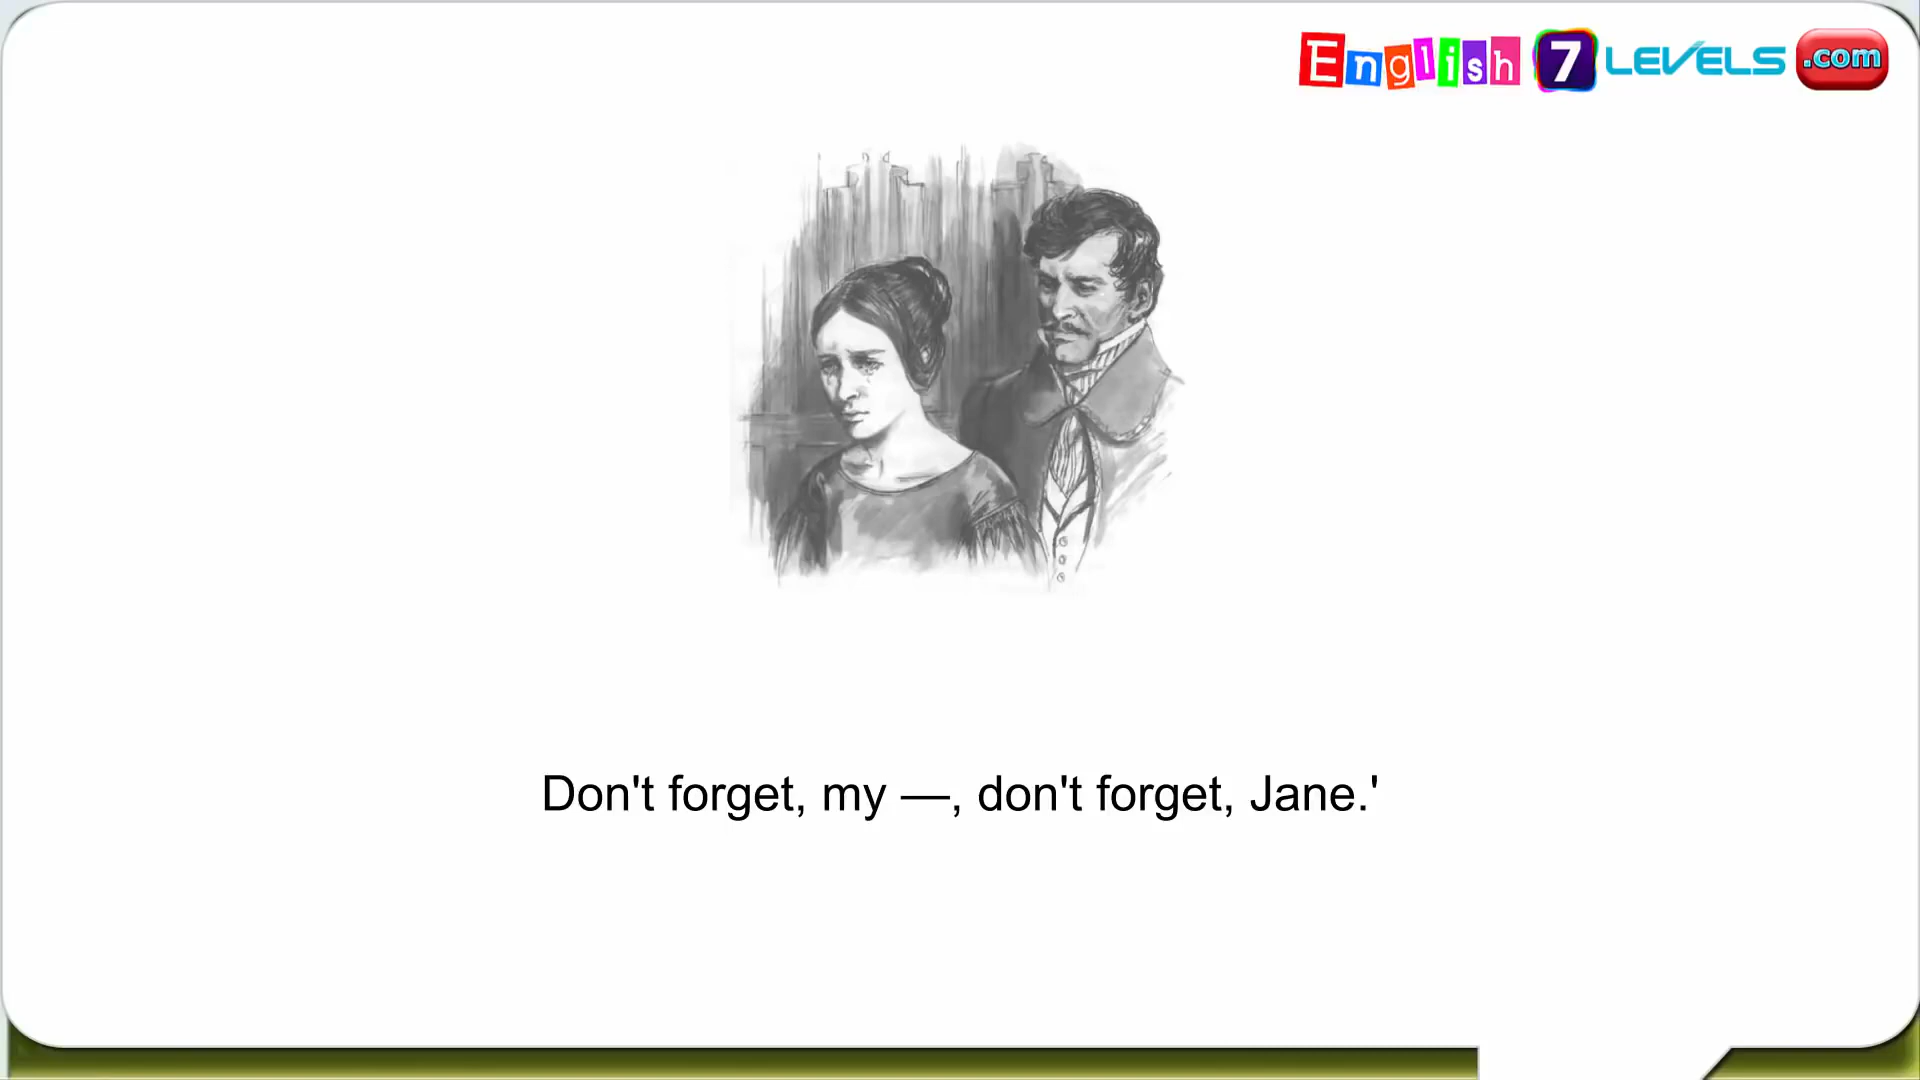 English 7 LEVELS .com
Don't forget, my —, don't forget, Jane.'